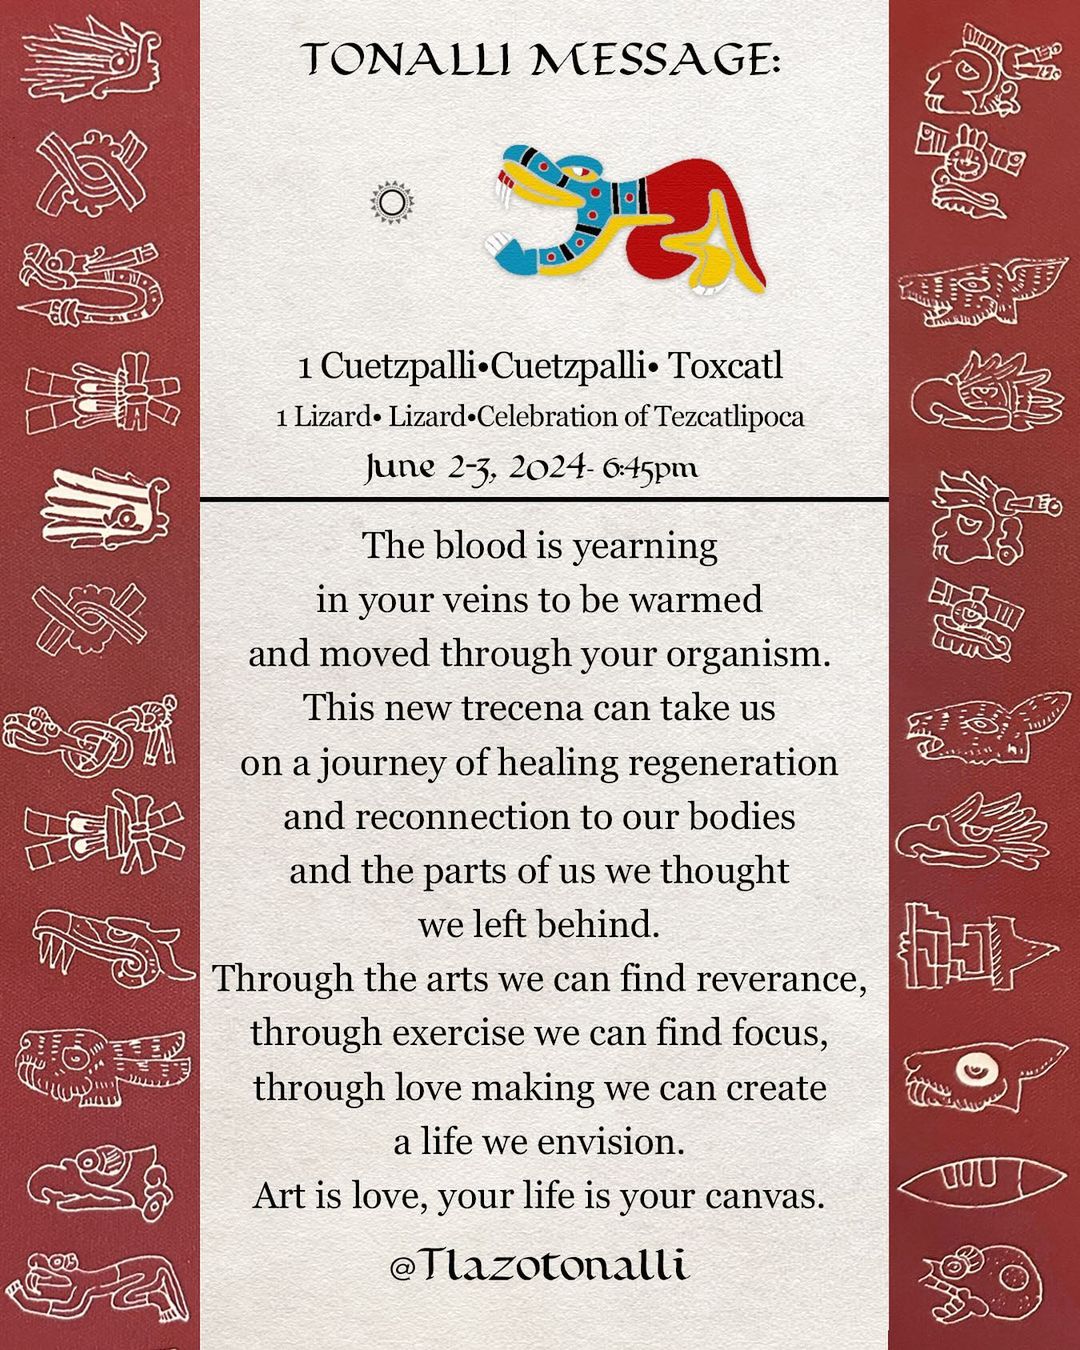 TONALLI MESSAGE:
1 Cuetzpalli•Cuetzpalli• Toxcatl
1 Lizard• Lizard•Celebration of Tezcatlipoca
June 2-3, 2024- 6:45pm
The blood is yearning
in your veins to be warmed
and moved through your organism.
This new trecena can take us
on a journey of healing regeneration
and reconnection to our bodies
and the parts of us we thought
we left behind.
Through the arts we can find reverance,
through exercise we can find focus,
through love making we can create
a life we envision.
Art is love, your life is your canvas.
@Tlazotonalli